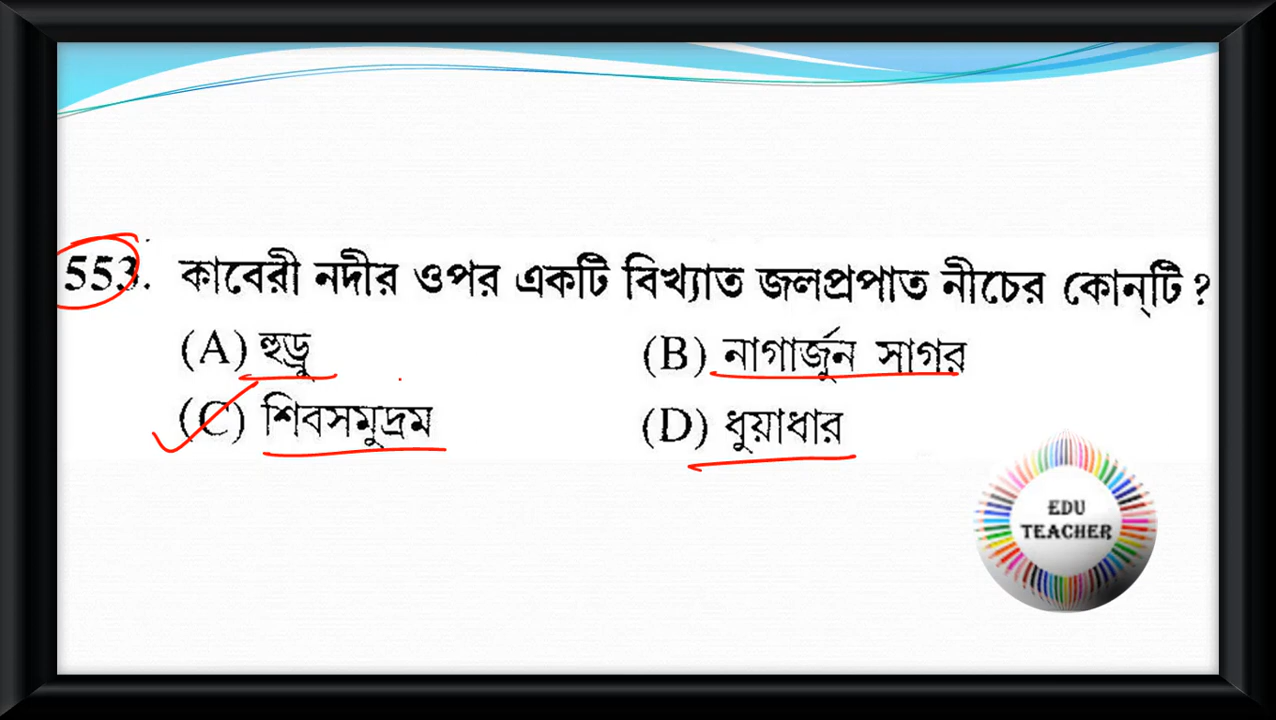 553. কাবেরী নদীর ওপর একটি বিখ্যাত জলপ্রপাত নীচের কোন্‌টি ?
(A) হুড্রু (B) নাগার্জুন সাগর
(C) শিবসমুদ্রম (D) ধুয়াধার
EDU
TEACHER